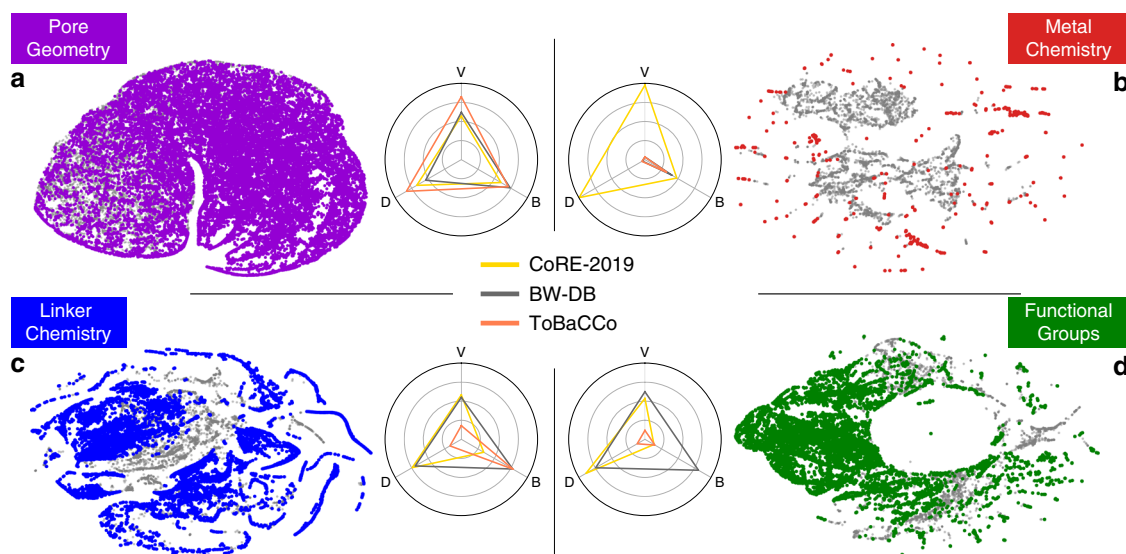 Pore
Geometry
a
V
D
B
V
D
B
Metal
Chemistry
b
CoRE-2019
BW-DB
ToBaCCo
Linker
Chemistry
c
V
D
B
V
D
B
Functional
Groups
d